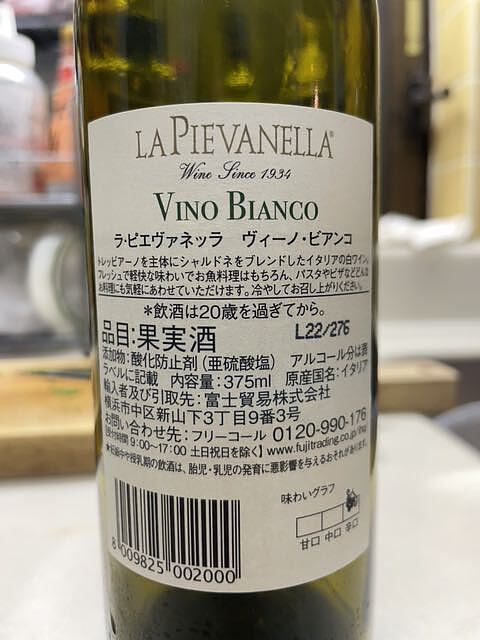 LA PIEVANELLA®
Wine Since 1934
VINO BIANCO
ラ・ピエヴァネッラ ヴィーノ・ビアンコ
トレッビアーノを主体にシャルドネをブレンドしたイタリアの白ワイン。
フレッシュで軽快な味わいでお魚料理はもちろん、パスタやピザなどどんな
お料理にも気軽にあわせていただけます。冷やしてお召し上がりください。
*飲酒は20歳を過ぎてから。
品目:果実酒 L22/276
添加物:酸化防止剤(亜硫酸塩) アルコール分は表
ラベルに記載 内容量:375ml 原産国名:イタリア
輸入者及び引取先:富士貿易株式会社
横浜市中区新山下3丁目9番3号
お問い合わせ先:フリーコール 0120-990-176
【受付時間 9:00〜17:00 土日祝日を除く】www.fujitrading.co.jp/
*妊娠中や授乳期の飲酒は、胎児・乳児の発育に悪影響を与えるおそれがあります。
味わいグラフ
甘口 中口 辛口
8 009825 002000